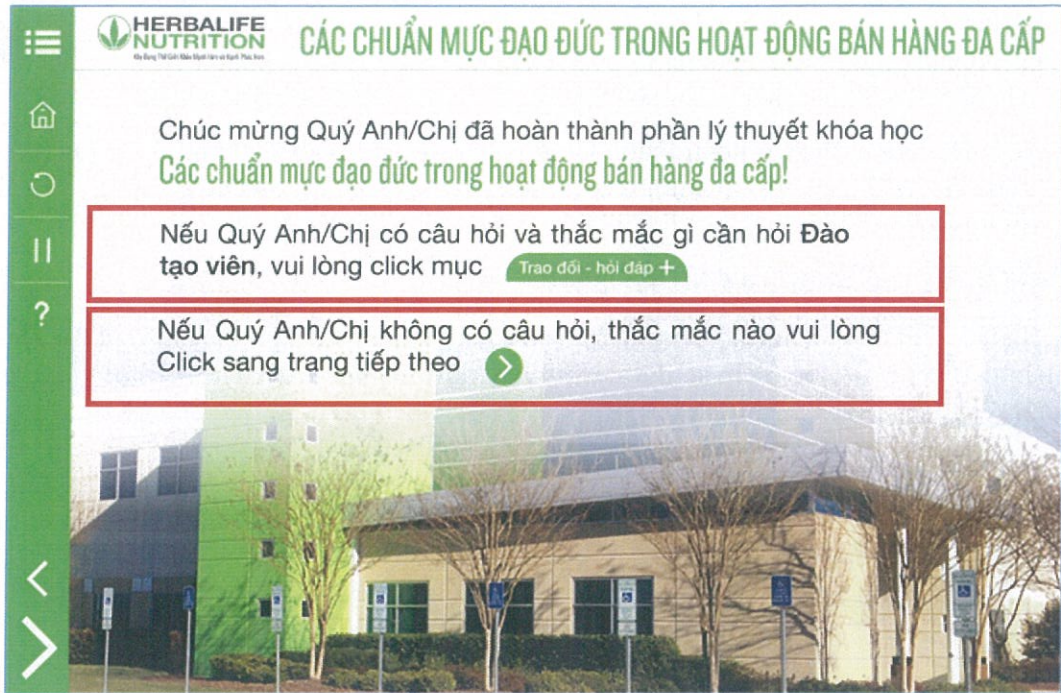 HERBALIFE
NUTRITION
CÁC CHUẨN MỰC ĐẠO ĐỨC TRONG HOẠT ĐỘNG BÁN HÀNG ĐA CẤP
Chúc mừng Quý Anh/Chị đã hoàn thành phần lý thuyết khóa học
Các chuẩn mực đạo đức trong hoạt động bán hàng đa cấp!
Nếu Quý Anh/Chị có câu hỏi và thắc mắc gì cần hỏi Đào
tạo viên, vui lòng click mục Trao đổi - hỏi đáp +
Nếu Quý Anh/Chị không có câu hỏi, thắc mắc nào vui lòng
Click sang trang tiếp theo
?